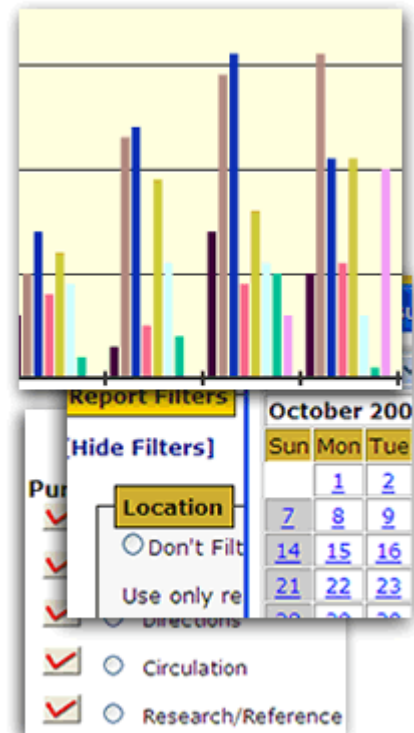 Report Filters
[Hide Filters]
Location
Don't Filt
Use only re
October 200
Sun Mon Tue
1 2
7 8 9
14 15 16
21 22 23
Pur
Directions
Circulation
Research/Reference